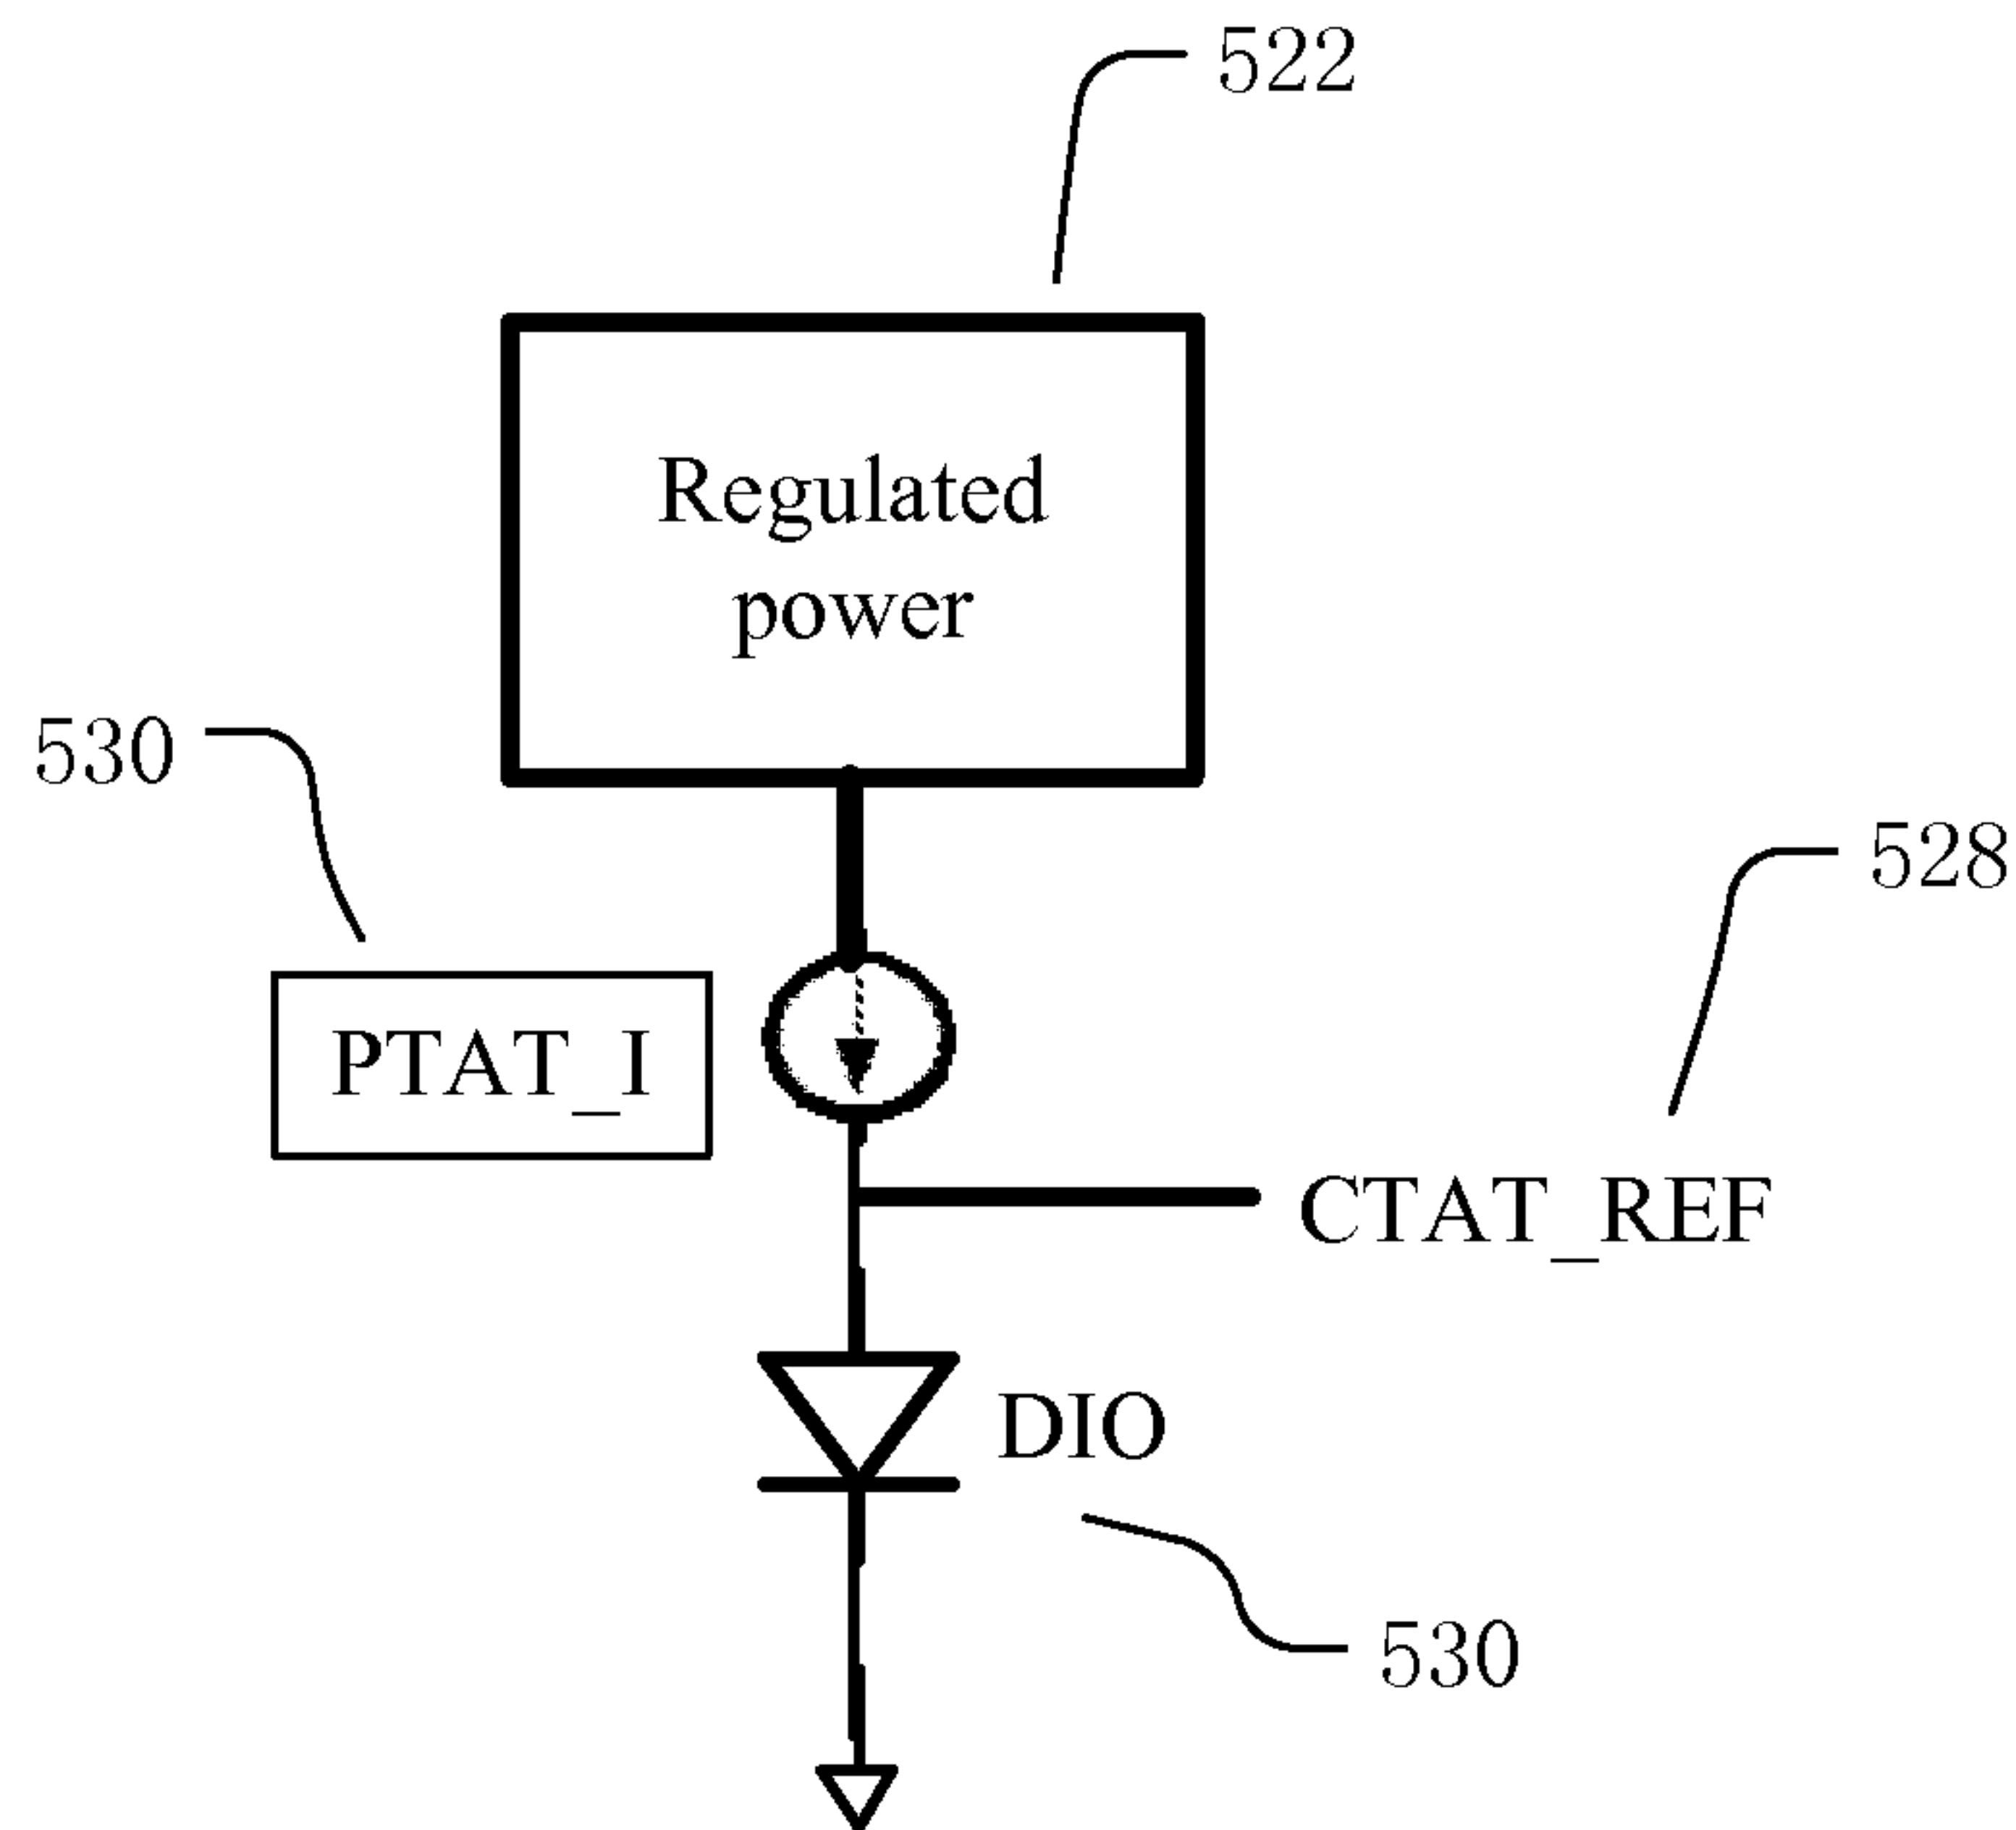 522
Regulated
power
530
528
PTAT_I
CTAT_REF
DIO
530